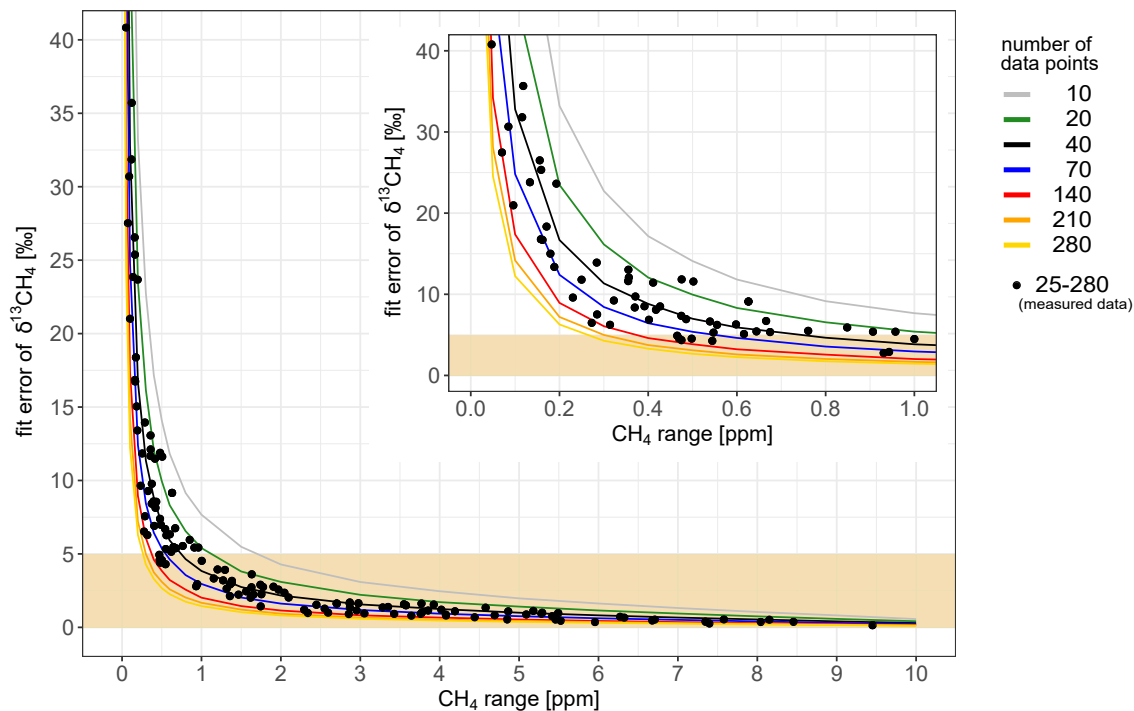 fit error of δ¹³CH₄ [‰]
40
35
30
25
20
15
10
5
0
0 1 2 3 4 5 6 7 8 9 10
CH₄ range [ppm]
fit error of δ¹³CH₄ [‰]
40
30
20
10
0
0.0 0.2 0.4 0.6 0.8 1.0
CH₄ range [ppm]
number of
data points
10
20
40
70
140
210
280
25-280
(measured data)